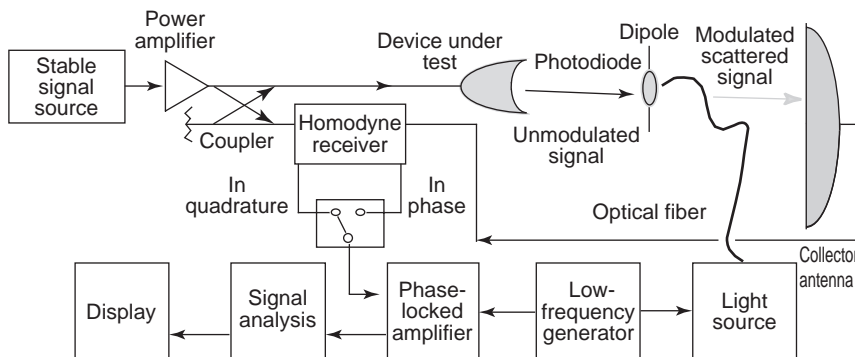 Power
amplifier
Stable
signal
source
Coupler
Homodyne
receiver
Device under
test
Photodiode
Dipole
Modulated
scattered
signal
Unmodulated
signal
In
quadrature
In
phase
Optical fiber
Collector
antenna
Display
Signal
analysis
Phase-
locked
amplifier
Low-
frequency
generator
Light
source